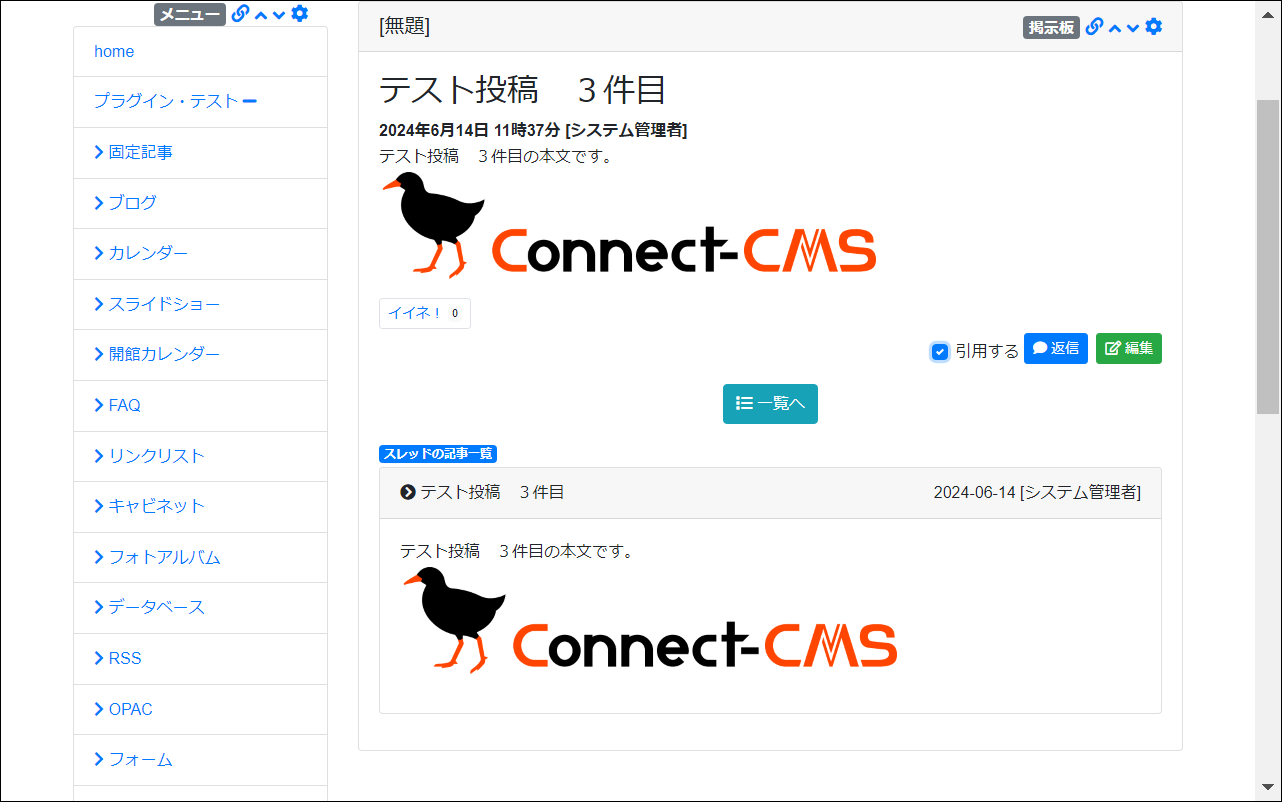 メニュー
home
プラグイン・テスト
固定記事
ブログ
カレンダー
スライドショー
開館カレンダー
FAQ
リンクリスト
キャビネット
フォトアルバム
データベース
RSS
OPAC
フォーム
[無題]
掲示板
テスト投稿　３件目
2024年6月14日 11時37分 [システム管理者]
テスト投稿　３件目の本文です。
Connect-CMS
イイネ！ 0
引用する 返信 編集
一覧へ
スレッドの記事一覧
テスト投稿　３件目 2024-06-14 [システム管理者]
テスト投稿　３件目の本文です。
Connect-CMS